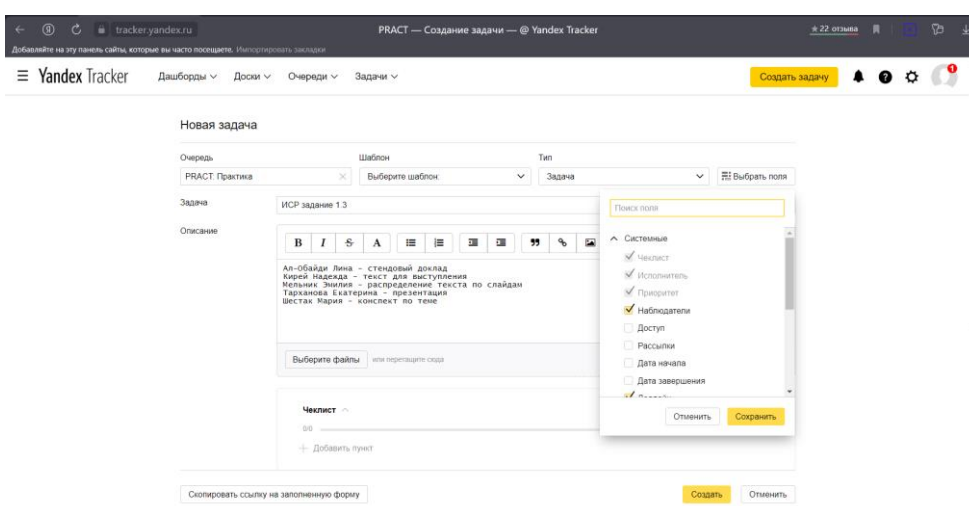 tracker.yandex.ru
PRACT — Создание задачи — @ Yandex Tracker
★ 22 отзыва
Добавляйте на эту панель сайты, которые вы часто посещаете. Импортировать закладки
Yandex Tracker
Дашборды
Доски
Очереди
Задачи
Создать задачу
1
Новая задача
Очередь
Шаблон
Тип
PRACT: Практика
Выберите шаблон:
Задача
Выбрать поля
Задача
ИСР задание 1.3
Поиск поля
Описание
B I S A
Ал-Обайди Лина - стендовый доклад
Кирей Надежда - текст для выступления
Мельник Эмилия - распределение текста по слайдам
Тарханова Екатерина - презентация
Шестак Мария - конспект по теме
Системные
Чеклист
Исполнитель
Приоритет
Наблюдатели
Доступ
Рассылки
Дата начала
Дата завершения
Дедлайн
Отменить
Сохранить
Выберите файлы
или перетащите сюда
Чеклист
0/0
Добавить пункт
Скопировать ссылку на заполненную форму
Создать
Отменить